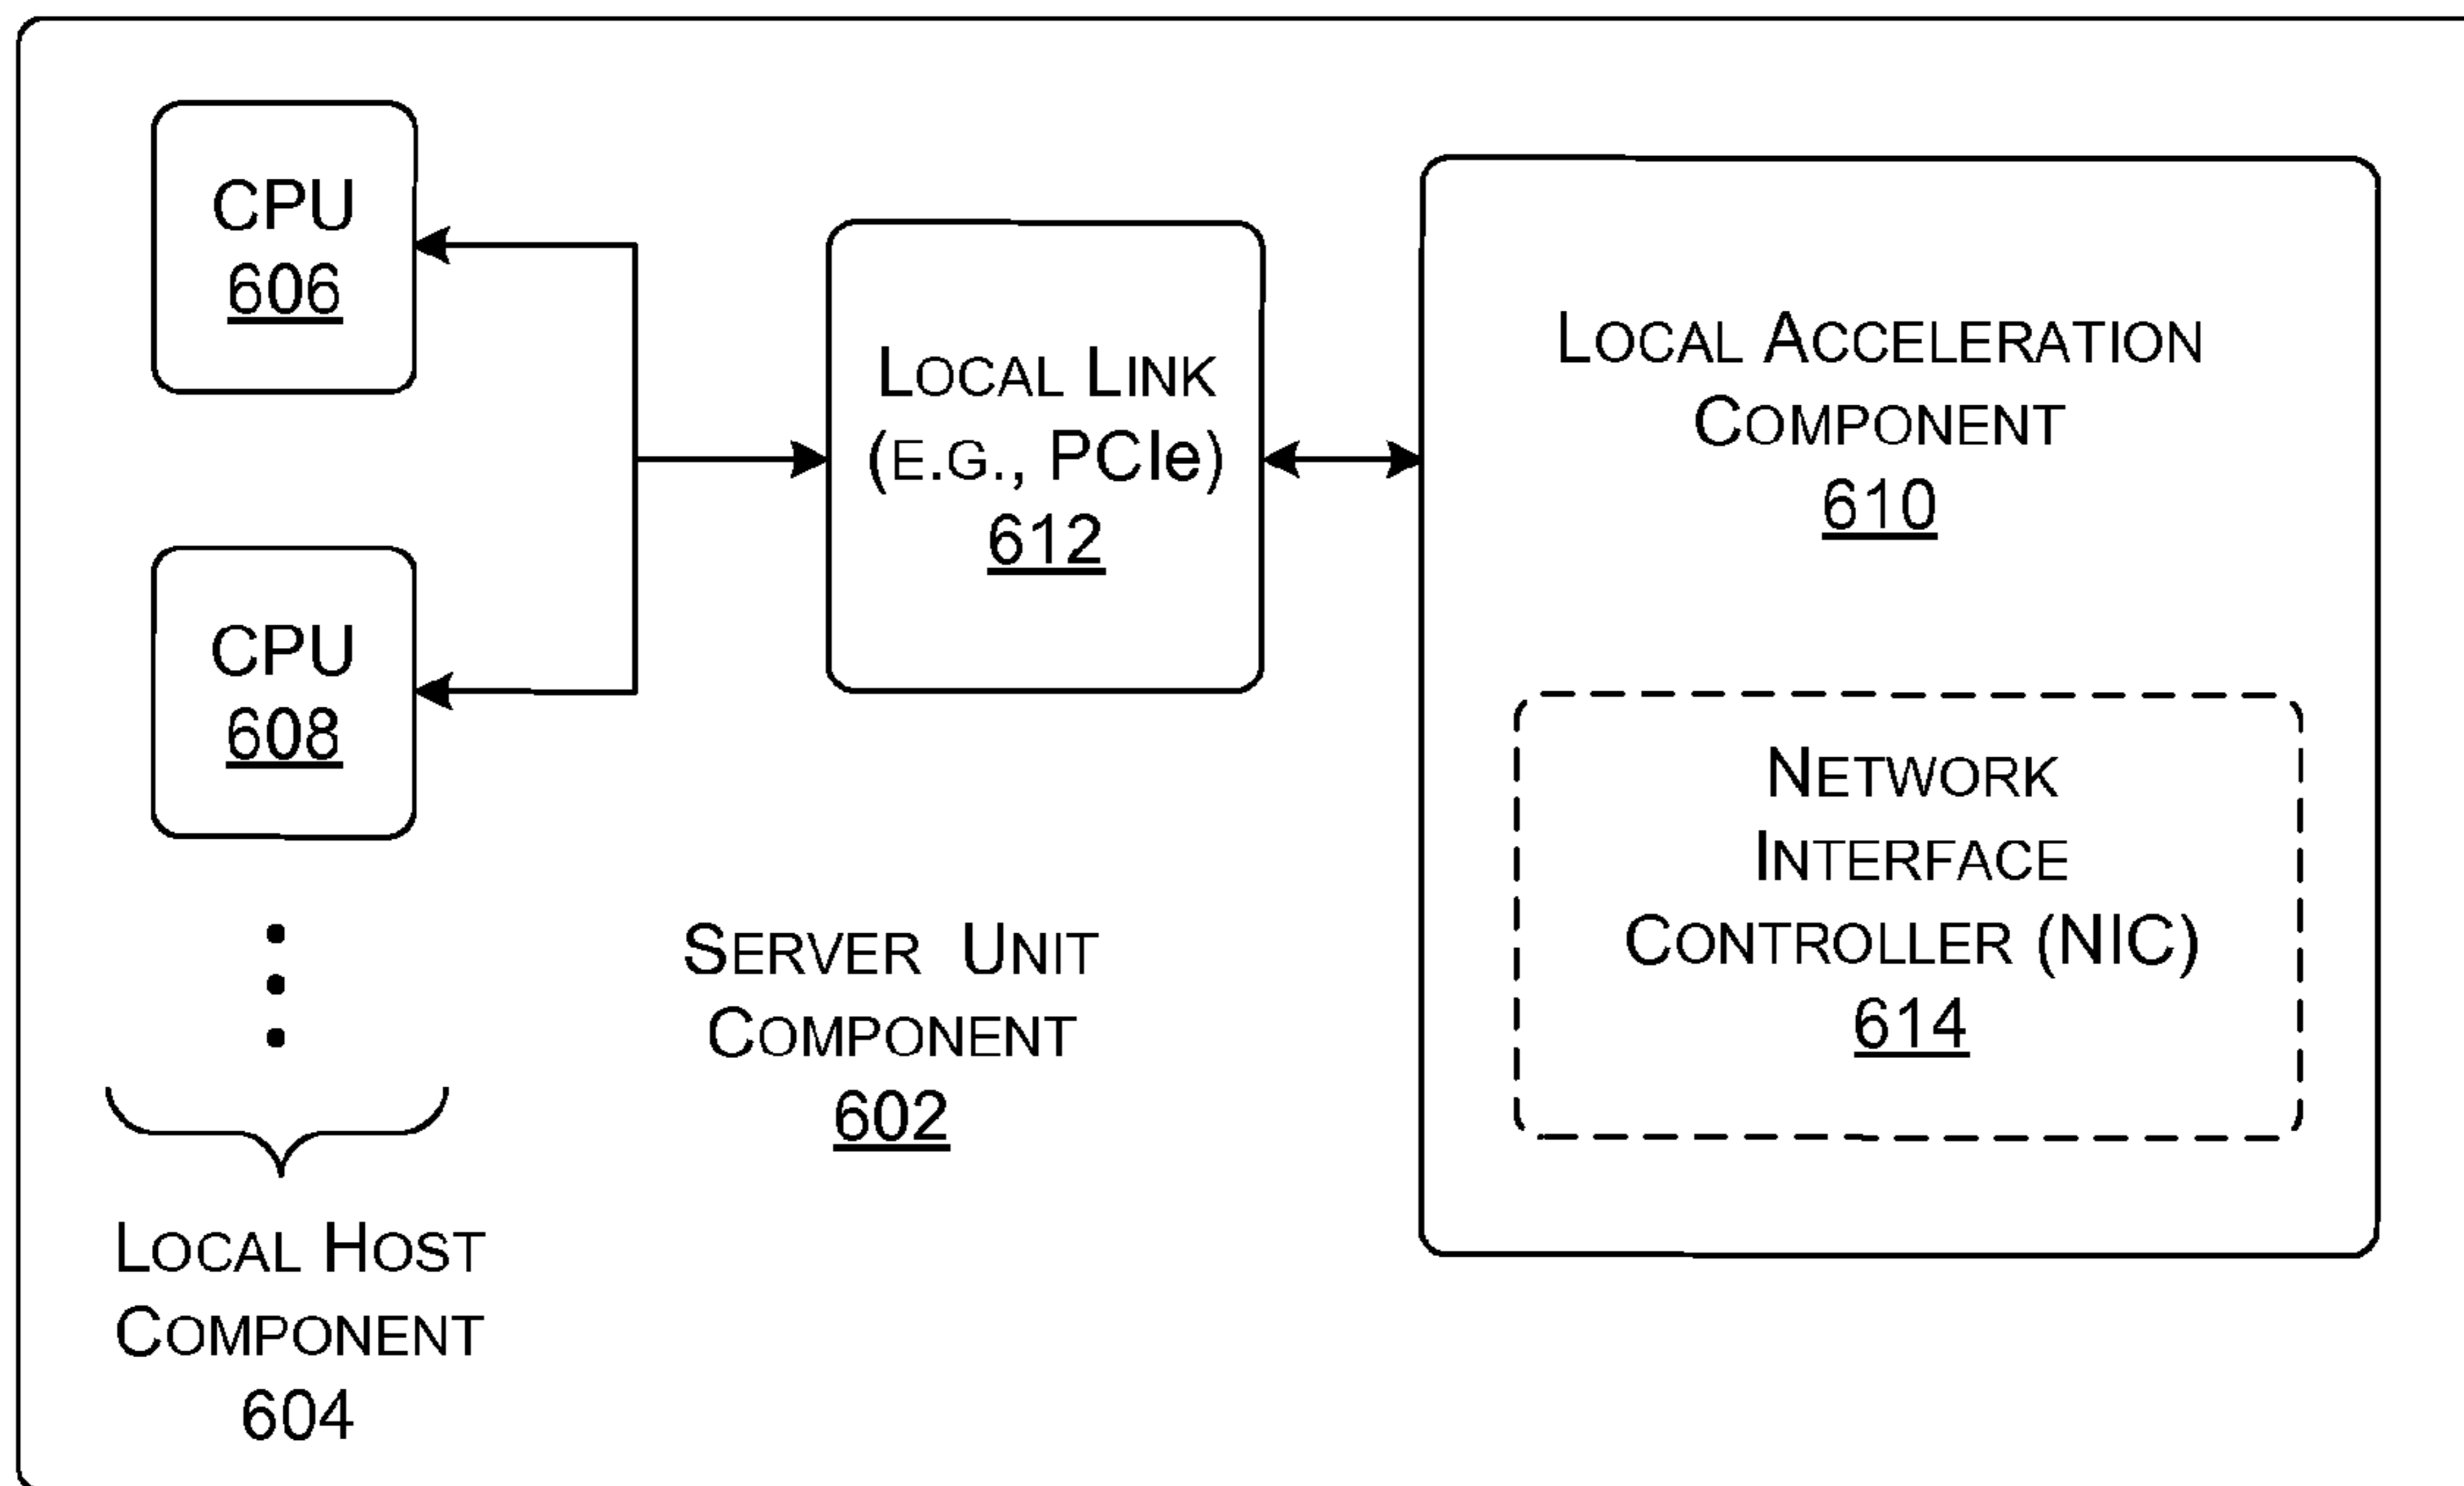 CPU
606
CPU
608
LOCAL HOST
COMPONENT
604
LOCAL LINK
(E.G., PCIe)
612
SERVER UNIT
COMPONENT
602
LOCAL ACCELERATION
COMPONENT
610
NETWORK
INTERFACE
CONTROLLER (NIC)
614